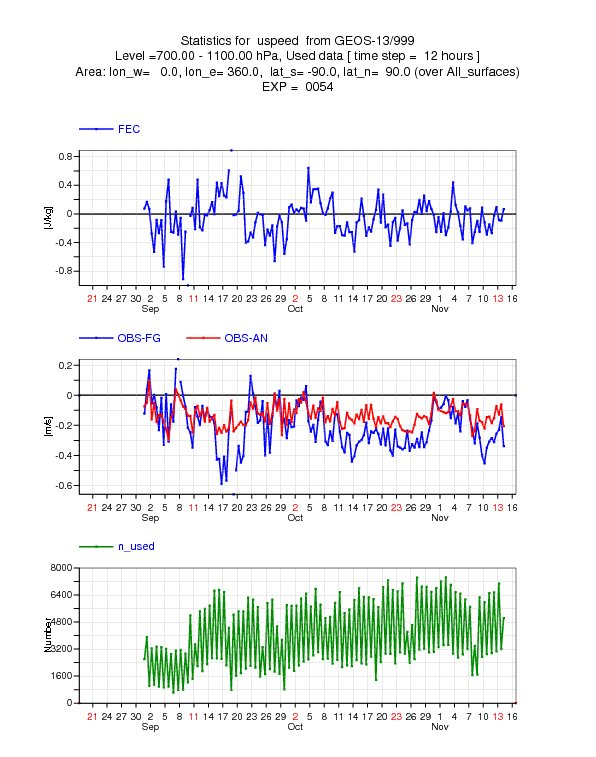 Statistics for  uspeed  from GEOS-13/999
Level =700.00 - 1100.00 hPa, Used data [ time step =  12 hours ]
Area: lon_w=   0.0, lon_e= 360.0,  lat_s= -90.0, lat_n=  90.0 (over All_surfaces)
EXP =  0054
FEC
[J/kg]
0.8
0.4
0
-0.4
-0.8
21 24 27 30 2 5 8 11 14 17 20 23 26 29 2 5 8 11 14 17 20 23 26 29 1 4 7 10 13 16
Sep Oct Nov
OBS-FG OBS-AN
[m/s]
0.2
0
-0.2
-0.4
-0.6
21 24 27 30 2 5 8 11 14 17 20 23 26 29 2 5 8 11 14 17 20 23 26 29 1 4 7 10 13 16
Sep Oct Nov
n_used
Number
8000
6400
4800
3200
1600
0
21 24 27 30 2 5 8 11 14 17 20 23 26 29 2 5 8 11 14 17 20 23 26 29 1 4 7 10 13 16
Sep Oct Nov